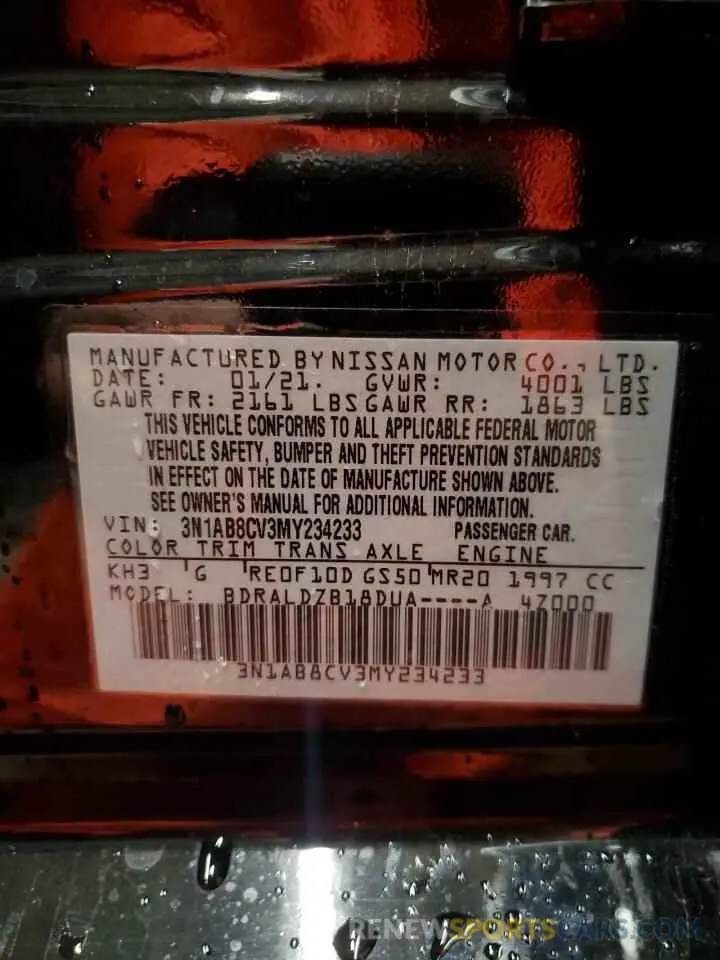 MANUFACTURED BY NISSAN MOTOR CO., LTD.
DATE: 01/21. GVWR: 4001 LBS
GAWR FR: 2161 LBS GAWR RR: 1863 LBS
THIS VEHICLE CONFORMS TO ALL APPLICABLE FEDERAL MOTOR
VEHICLE SAFETY, BUMPER AND THEFT PREVENTION STANDARDS
IN EFFECT ON THE DATE OF MANUFACTURE SHOWN ABOVE.
SEE OWNER'S MANUAL FOR ADDITIONAL INFORMATION.
VIN: 3N1AB8CV3MY234233 PASSENGER CAR.
COLOR TRIM TRANS AXLE ENGINE
KH3 G RE0F10D GS50 MR20 1997 CC
MODEL: BDRALDZB18DUA----A 47000
3N1AB8CV3MY234233
RENEWSPORTSCARS.COM